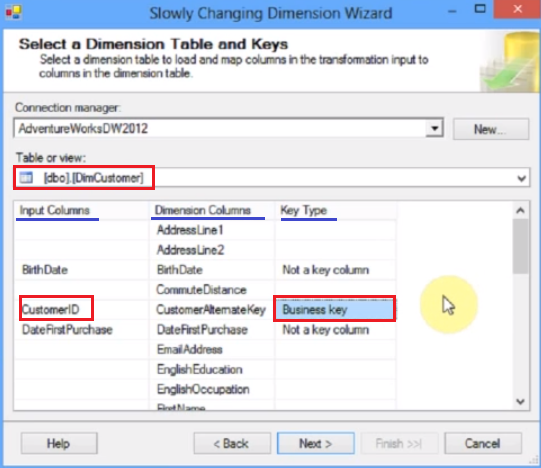 Slowly Changing Dimension Wizard
Select a Dimension Table and Keys
Select a dimension table to load and map columns in the transformation input to
columns in the dimension table.
Connection manager:
AdventureWorksDW2012
New...
Table or view:
[dbo].[DimCustomer]
Input Columns Dimension Columns Key Type
AddressLine1
AddressLine2
BirthDate BirthDate Not a key column
CommuteDistance
CustomerID CustomerAlternateKey Business key
DateFirstPurchase DateFirstPurchase Not a key column
EmailAddress
EnglishEducation
EnglishOccupation
FirstName
Help < Back Next > Finish >>| Cancel